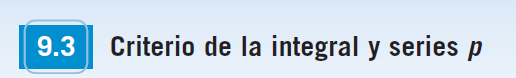 9.3 Criterio de la integral y series p